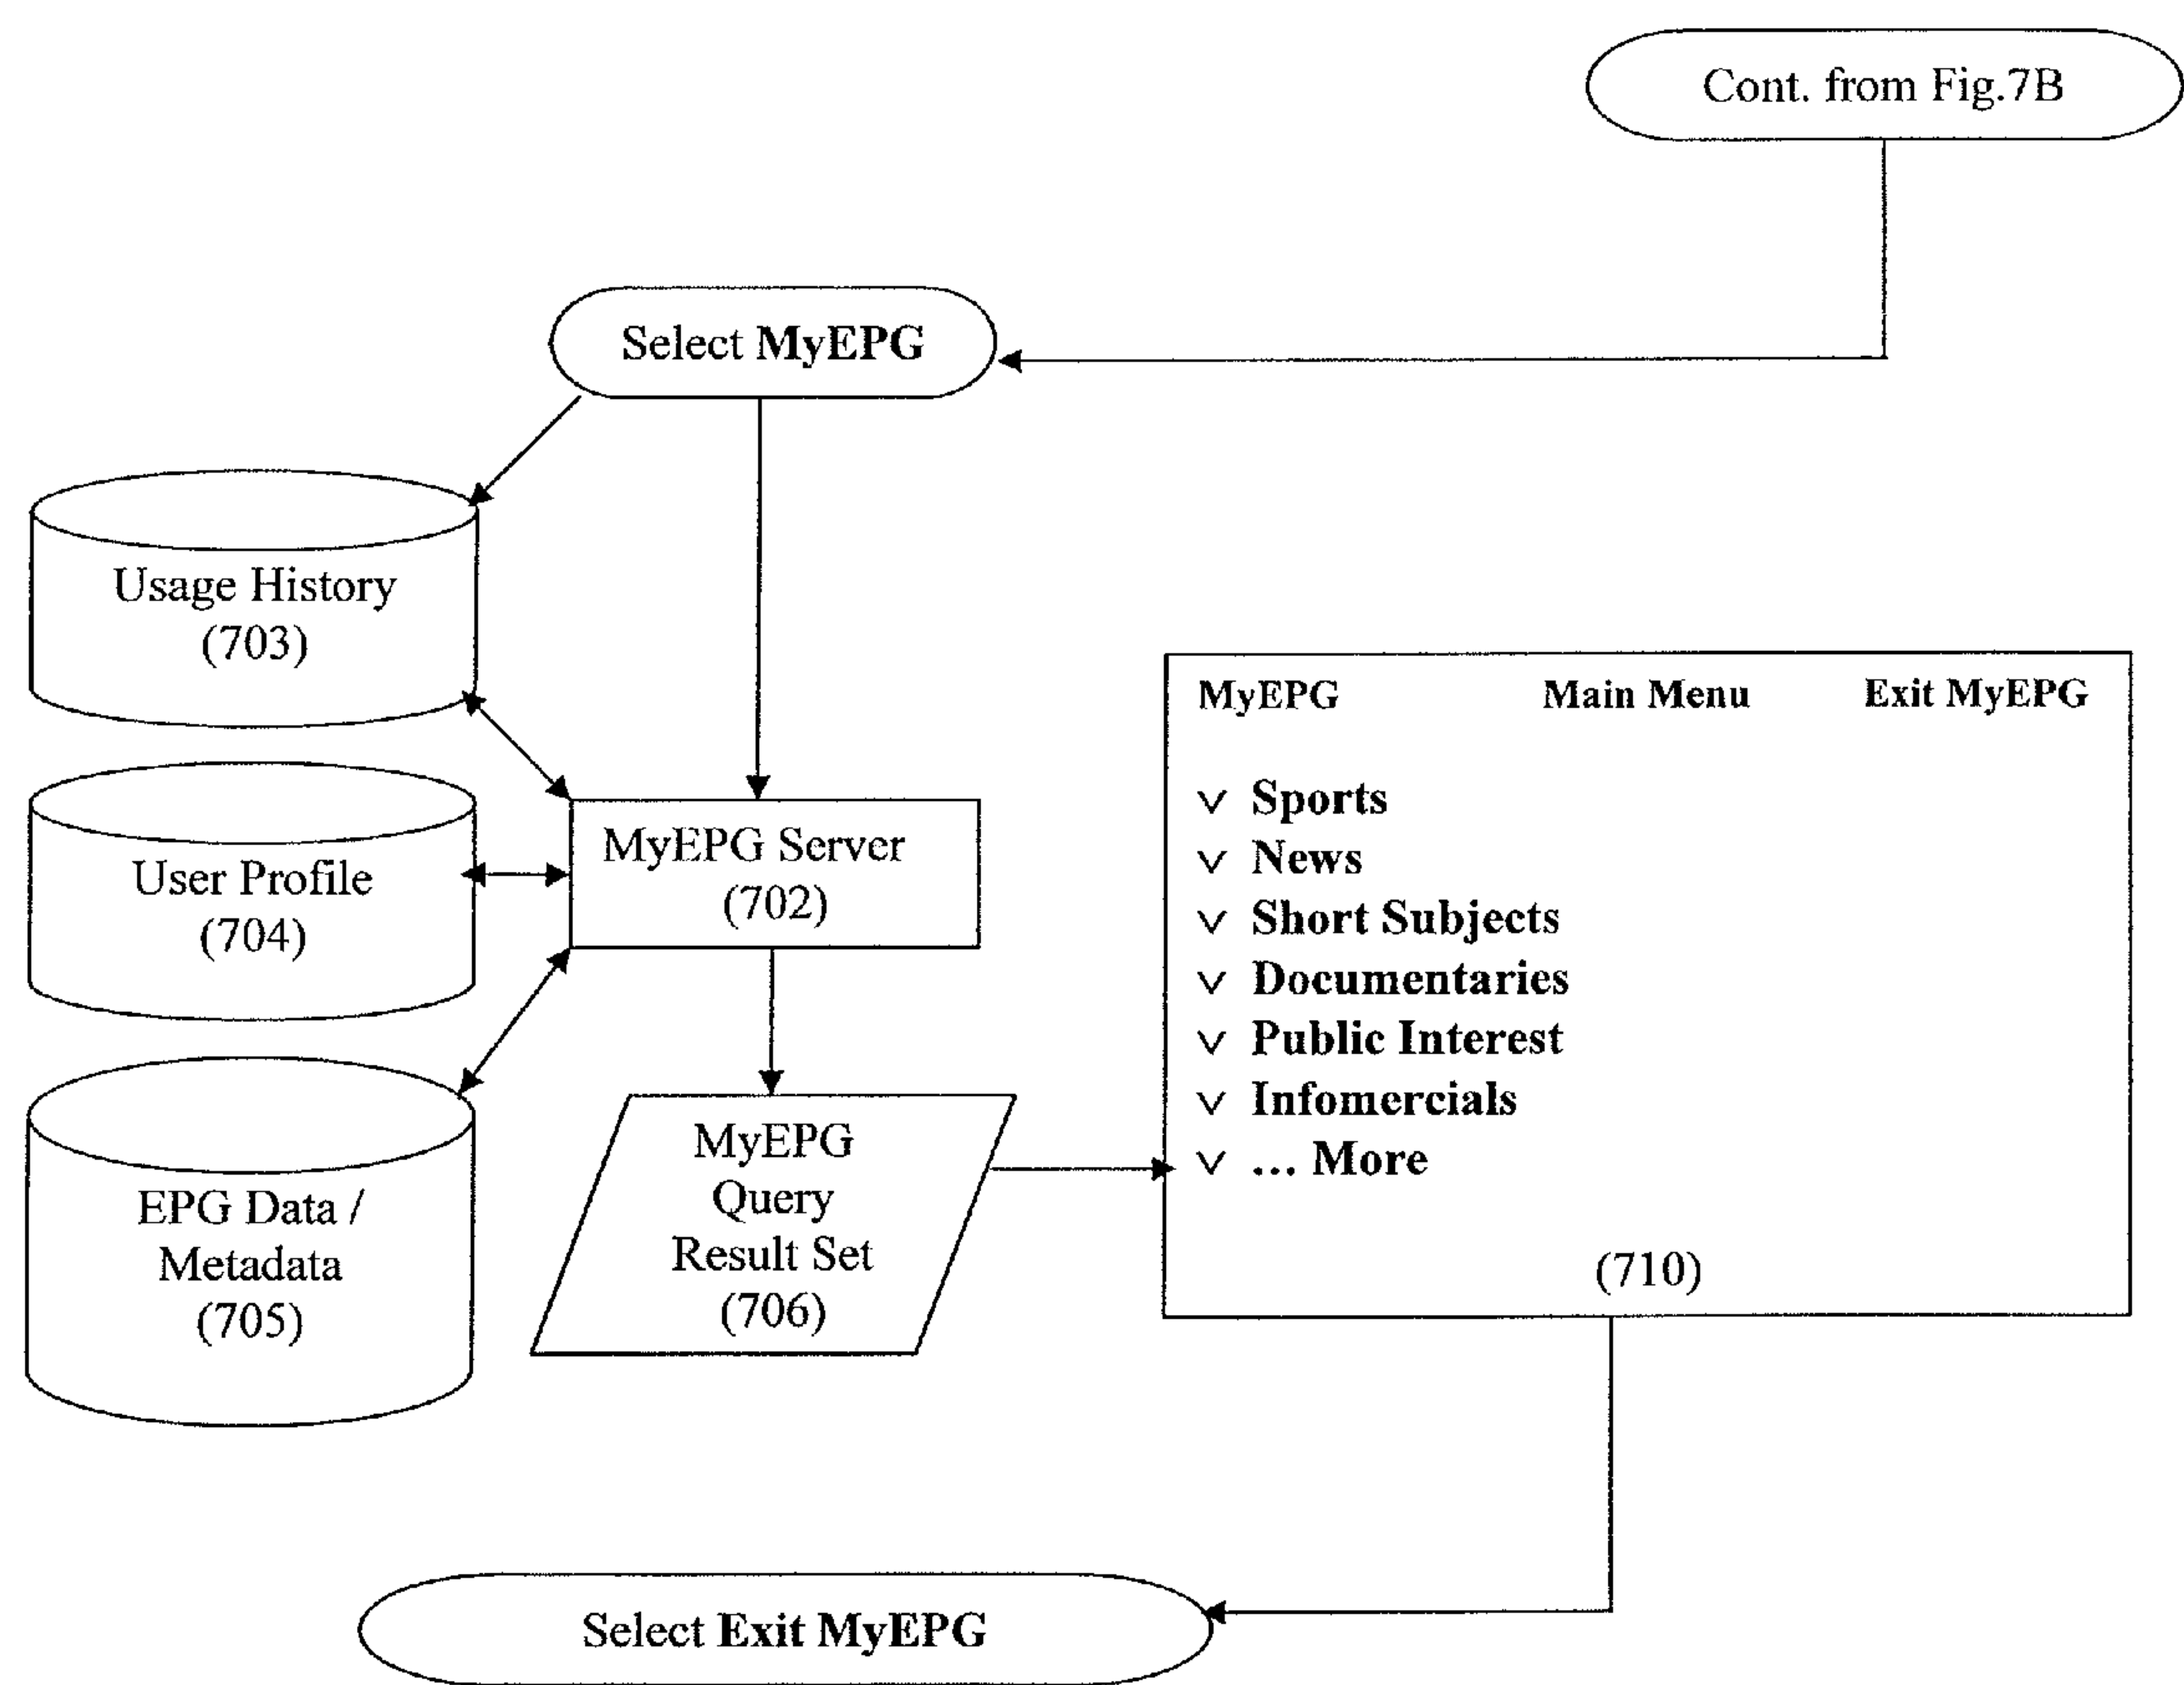 Cont. from Fig.7B
Select MyEPG
Usage History
(703)
User Profile
(704)
EPG Data /
Metadata
(705)
MyEPG Server
(702)
MyEPG
Query
Result Set
(706)
MyEPG Main Menu Exit MyEPG
v Sports
v News
v Short Subjects
v Documentaries
v Public Interest
v Infomercials
v ... More
(710)
Select Exit MyEPG